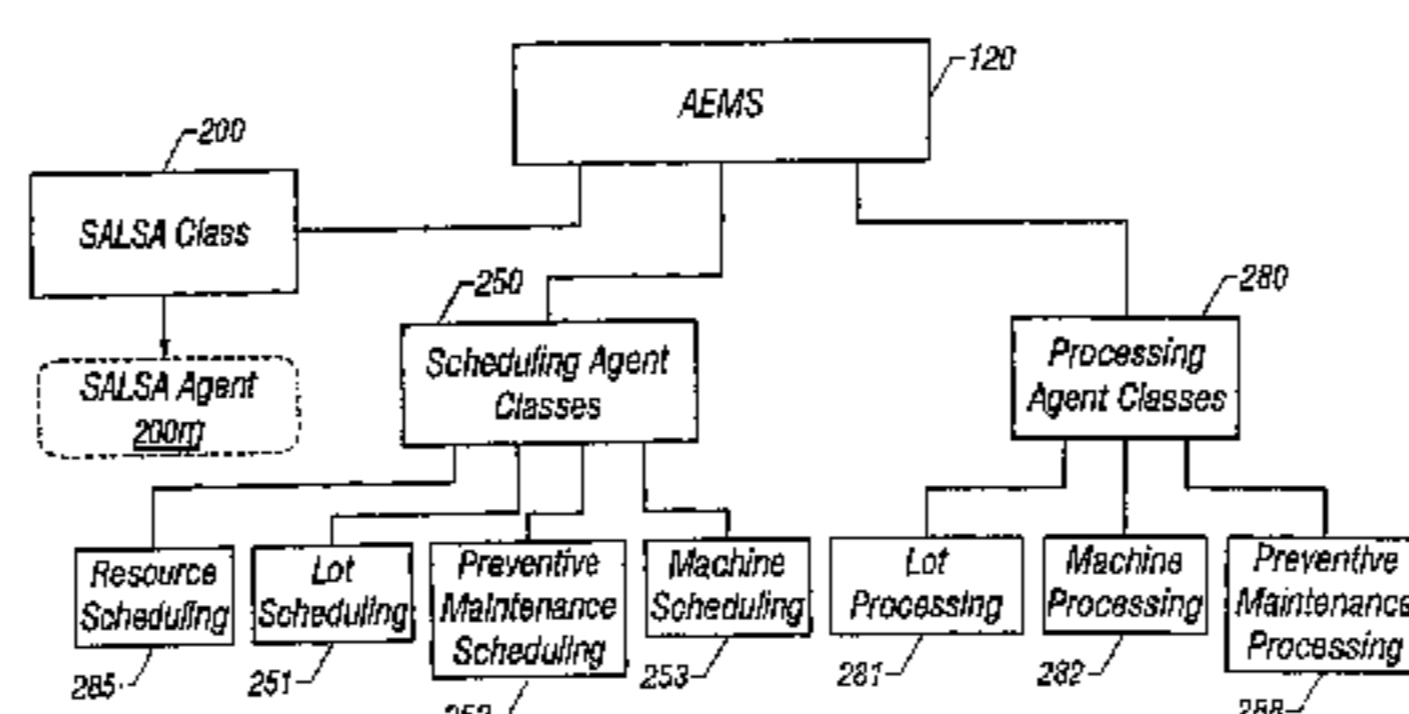 AEMS
120
200
SALSA Class
250
280
SALSA Agent
200m
Scheduling Agent
Classes
Processing
Agent Classes
Resource
Scheduling
Lot
Scheduling
Preventive
Maintenance
Scheduling
Machine
Scheduling
Lot
Processing
Machine
Processing
Preventive
Maintenance
Processing
285
251
253
281
282